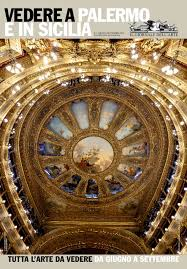 VEDERE A PALERMO
E IN SICILIA
IL GIORNALE DELL'ARTE
TUTTA L'ARTE DA VEDERE DA GIUGNO A SETTEMBRE